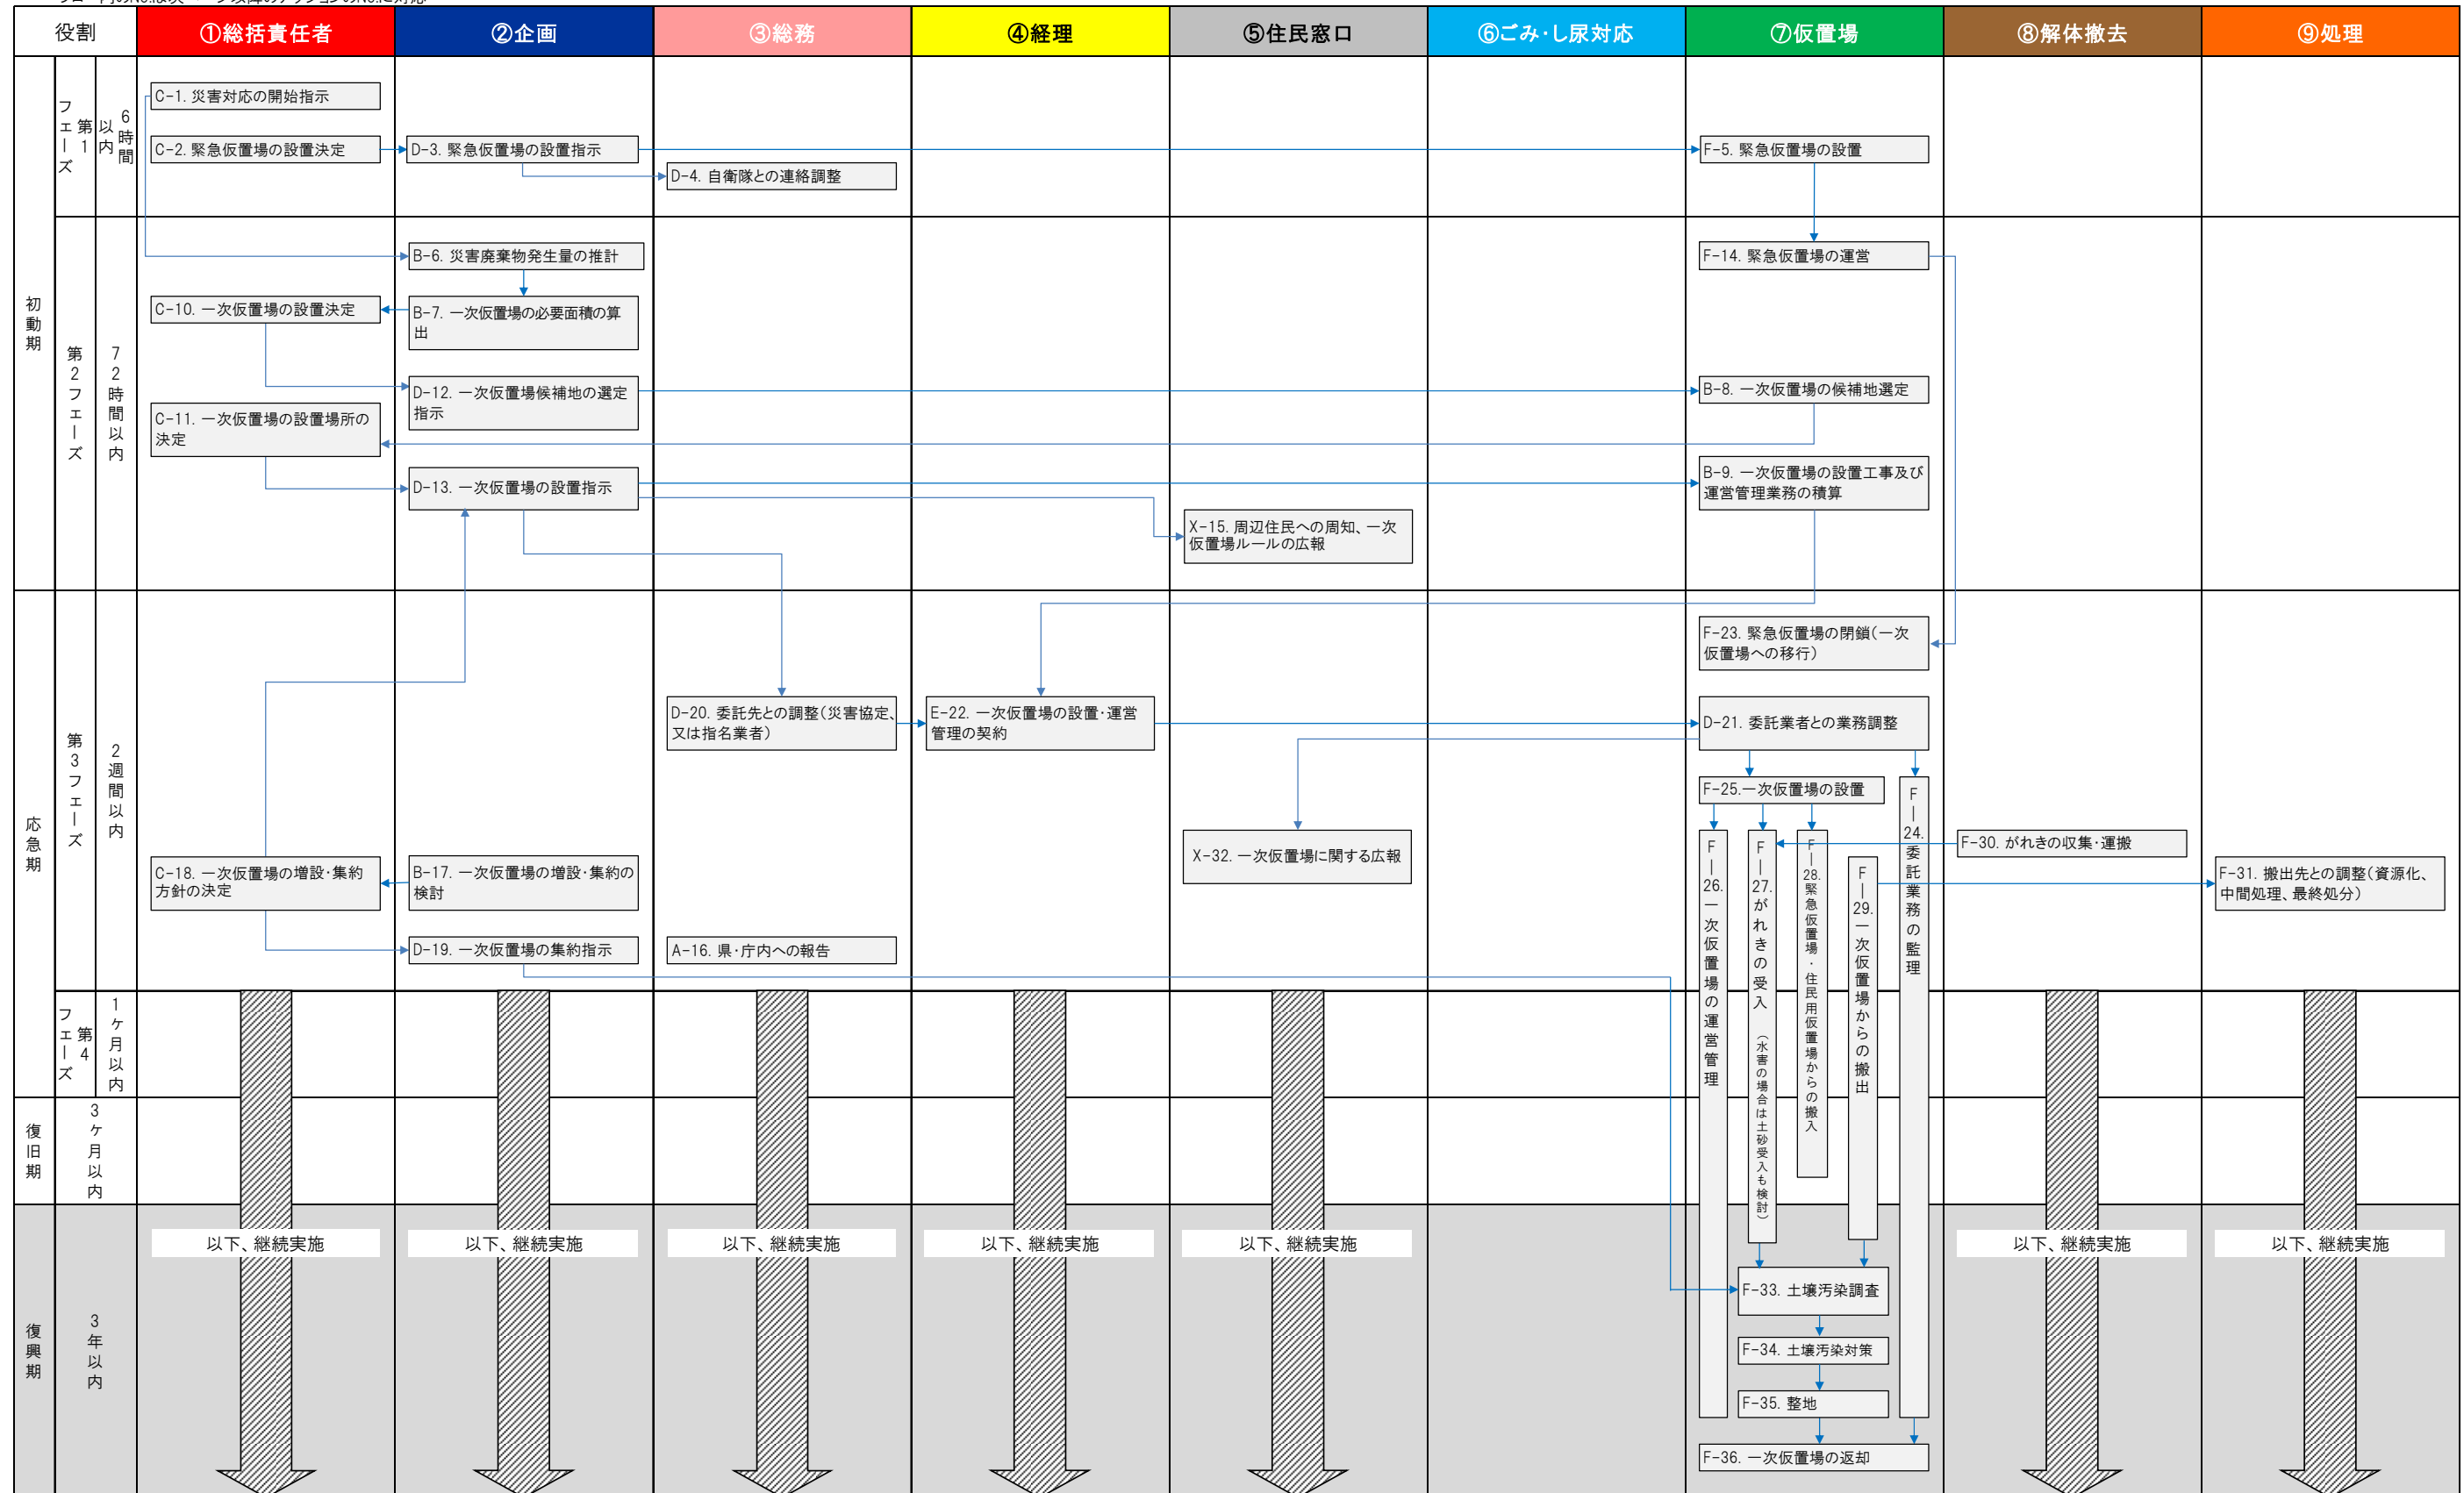 役割
①総括責任者
②企画
③総務
④経理
⑤住民窓口
⑥ごみ・し尿対応
⑦仮置場
⑧解体撤去
⑨処理
初動期
第1フェーズ
6時間以内
C-1. 災害対応の開始指示
C-2. 緊急仮置場の設置決定
D-3. 緊急仮置場の設置指示
D-4. 自衛隊との連絡調整
F-5. 緊急仮置場の設置
第2フェーズ
72時間以内
B-6. 災害廃棄物発生量の推計
F-14. 緊急仮置場の運営
C-10. 一次仮置場の設置決定
B-7. 一次仮置場の必要面積の算
出
D-12. 一次仮置場候補地の選定
指示
B-8. 一次仮置場の候補地選定
C-11. 一次仮置場の設置場所の
決定
D-13. 一次仮置場の設置指示
B-9. 一次仮置場の設置工事及び
運営管理業務の積算
X-15. 周辺住民への周知、一次
仮置場ルールの広報
応急期
第3フェーズ
2週間以内
F-23. 緊急仮置場の閉鎖(一次
仮置場への移行)
D-20. 委託先との調整(災害協定、
又は指名業者)
E-22. 一次仮置場の設置・運営
管理の契約
D-21. 委託業者との業務調整
F-25.一次仮置場の設置
F-24.委託業務の監理
F-26.一次仮置場の運営管理
F-27.がれきの受入 (水害の場合は土砂受入も検討)
F-28.緊急仮置場・住民用仮置場からの搬入
F-29.一次仮置場からの搬出
F-30. がれきの収集・運搬
X-32. 一次仮置場に関する広報
C-18. 一次仮置場の増設・集約
方針の決定
B-17. 一次仮置場の増設・集約の
検討
F-31. 搬出先との調整(資源化、
中間処理、最終処分)
D-19. 一次仮置場の集約指示
A-16. 県・庁内への報告
第4フェーズ
1ヶ月以内
復旧期
3ヶ月以内
復興期
3年以内
以下、継続実施
以下、継続実施
以下、継続実施
以下、継続実施
以下、継続実施
以下、継続実施
以下、継続実施
F-33. 土壌汚染調査
F-34. 土壌汚染対策
F-35. 整地
F-36. 一次仮置場の返却